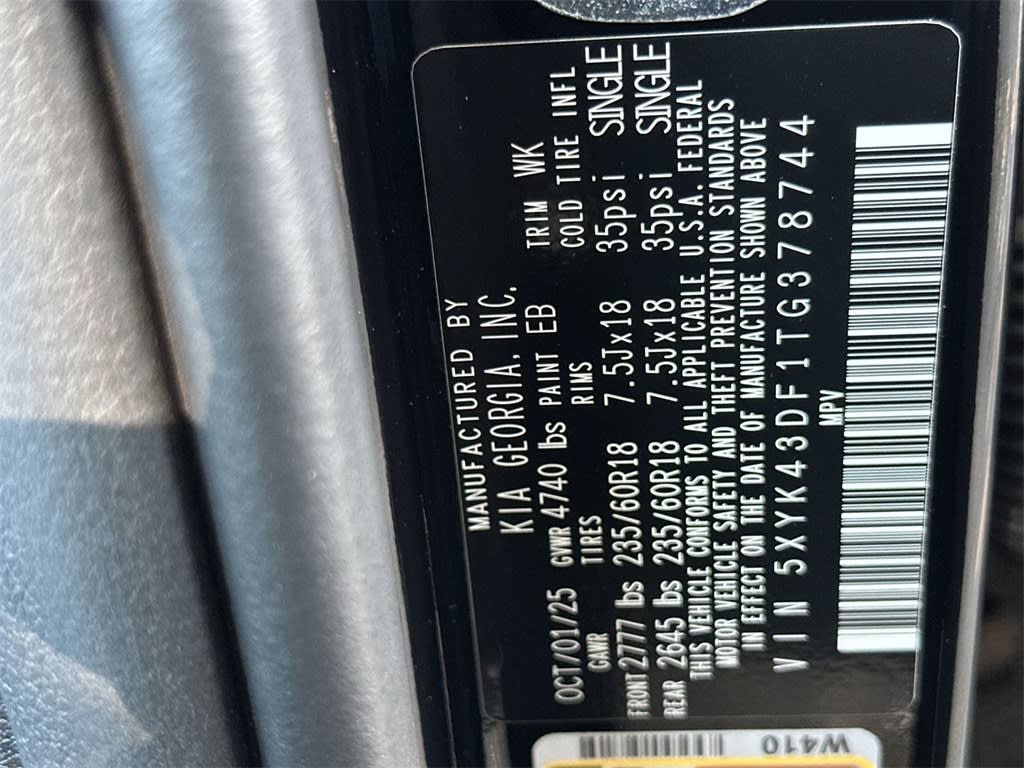 MANUFACTURED BY
KIA GEORGIA, INC.
OCT/01/25 GVWR 4740 lbs PAINT EB TRIM WK
GAWR TIRES RIMS COLD TIRE INFL
FRONT 2777 lbs 235/60R18 7.5Jx18 35psi SINGLE
REAR 2645 lbs 235/60R18 7.5Jx18 35psi SINGLE
THIS VEHICLE CONFORMS TO ALL APPLICABLE U.S.A. FEDERAL
MOTOR VEHICLE SAFETY AND THEFT PREVENTION STANDARDS
IN EFFECT ON THE DATE OF MANUFACTURE SHOWN ABOVE
VIN 5XYK43DF1TG378744
MPV
W410